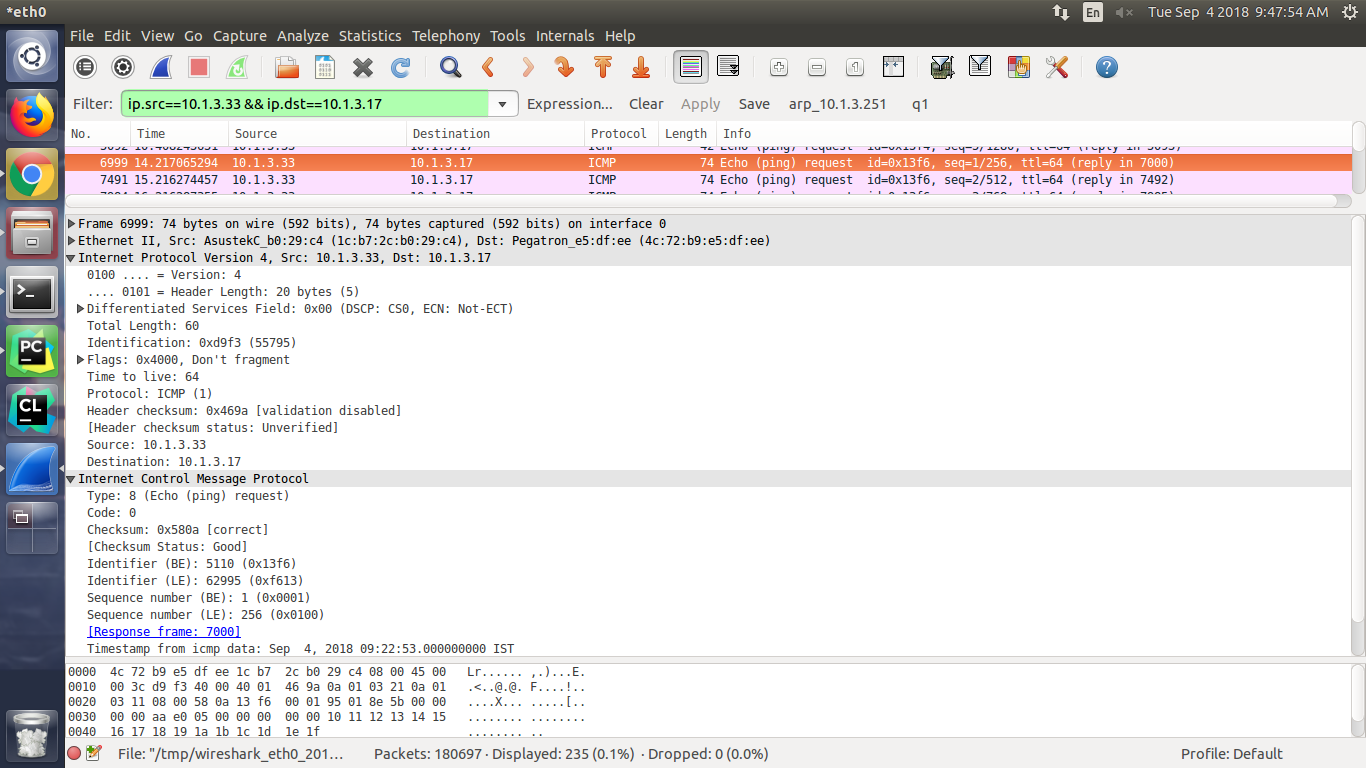 *eth0 En Tue Sep 4 2018 9:47:54 AM
File Edit View Go Capture Analyze Statistics Telephony Tools Internals Help
Filter: ip.src==10.1.3.33 && ip.dst==10.1.3.17 Expression... Clear Apply Save arp_10.1.3.251 q1
No. Time Source Destination Protocol Length Info
6999 14.217065294 10.1.3.33 10.1.3.17 ICMP 74 Echo (ping) request id=0x13f6, seq=1/256, ttl=64 (reply in 7000)
7491 15.216274457 10.1.3.33 10.1.3.17 ICMP 74 Echo (ping) request id=0x13f6, seq=2/512, ttl=64 (reply in 7492)
Frame 6999: 74 bytes on wire (592 bits), 74 bytes captured (592 bits) on interface 0
Ethernet II, Src: AsustekC_b0:29:c4 (1c:b7:2c:b0:29:c4), Dst: Pegatron_e5:df:ee (4c:72:b9:e5:df:ee)
Internet Protocol Version 4, Src: 10.1.3.33, Dst: 10.1.3.17
0100 .... = Version: 4
.... 0101 = Header Length: 20 bytes (5)
Differentiated Services Field: 0x00 (DSCP: CS0, ECN: Not-ECT)
Total Length: 60
Identification: 0xd9f3 (55795)
Flags: 0x4000, Don't fragment
Time to live: 64
Protocol: ICMP (1)
Header checksum: 0x469a [validation disabled]
[Header checksum status: Unverified]
Source: 10.1.3.33
Destination: 10.1.3.17
Internet Control Message Protocol
Type: 8 (Echo (ping) request)
Code: 0
Checksum: 0x580a [correct]
[Checksum Status: Good]
Identifier (BE): 5110 (0x13f6)
Identifier (LE): 62995 (0xf613)
Sequence number (BE): 1 (0x0001)
Sequence number (LE): 256 (0x0100)
[Response frame: 7000]
Timestamp from icmp data: Sep 4, 2018 09:22:53.000000000 IST
0000 4c 72 b9 e5 df ee 1c b7 2c b0 29 c4 08 00 45 00 Lr...... ,.)...E.
0010 00 3c d9 f3 40 00 40 01 46 9a 0a 01 03 21 0a 01 .<..@.@. F....!..
0020 03 11 08 00 58 0a 13 f6 00 01 95 01 8e 5b 00 00 ....X... .....[..
0030 00 00 aa e0 05 00 00 00 00 00 10 11 12 13 14 15 ........ ........
0040 16 17 18 19 1a 1b 1c 1d 1e 1f ........ ..
File: "/tmp/wireshark_eth0_201... Packets: 180697 · Displayed: 235 (0.1%) · Dropped: 0 (0.0%) Profile: Default
PC
CL